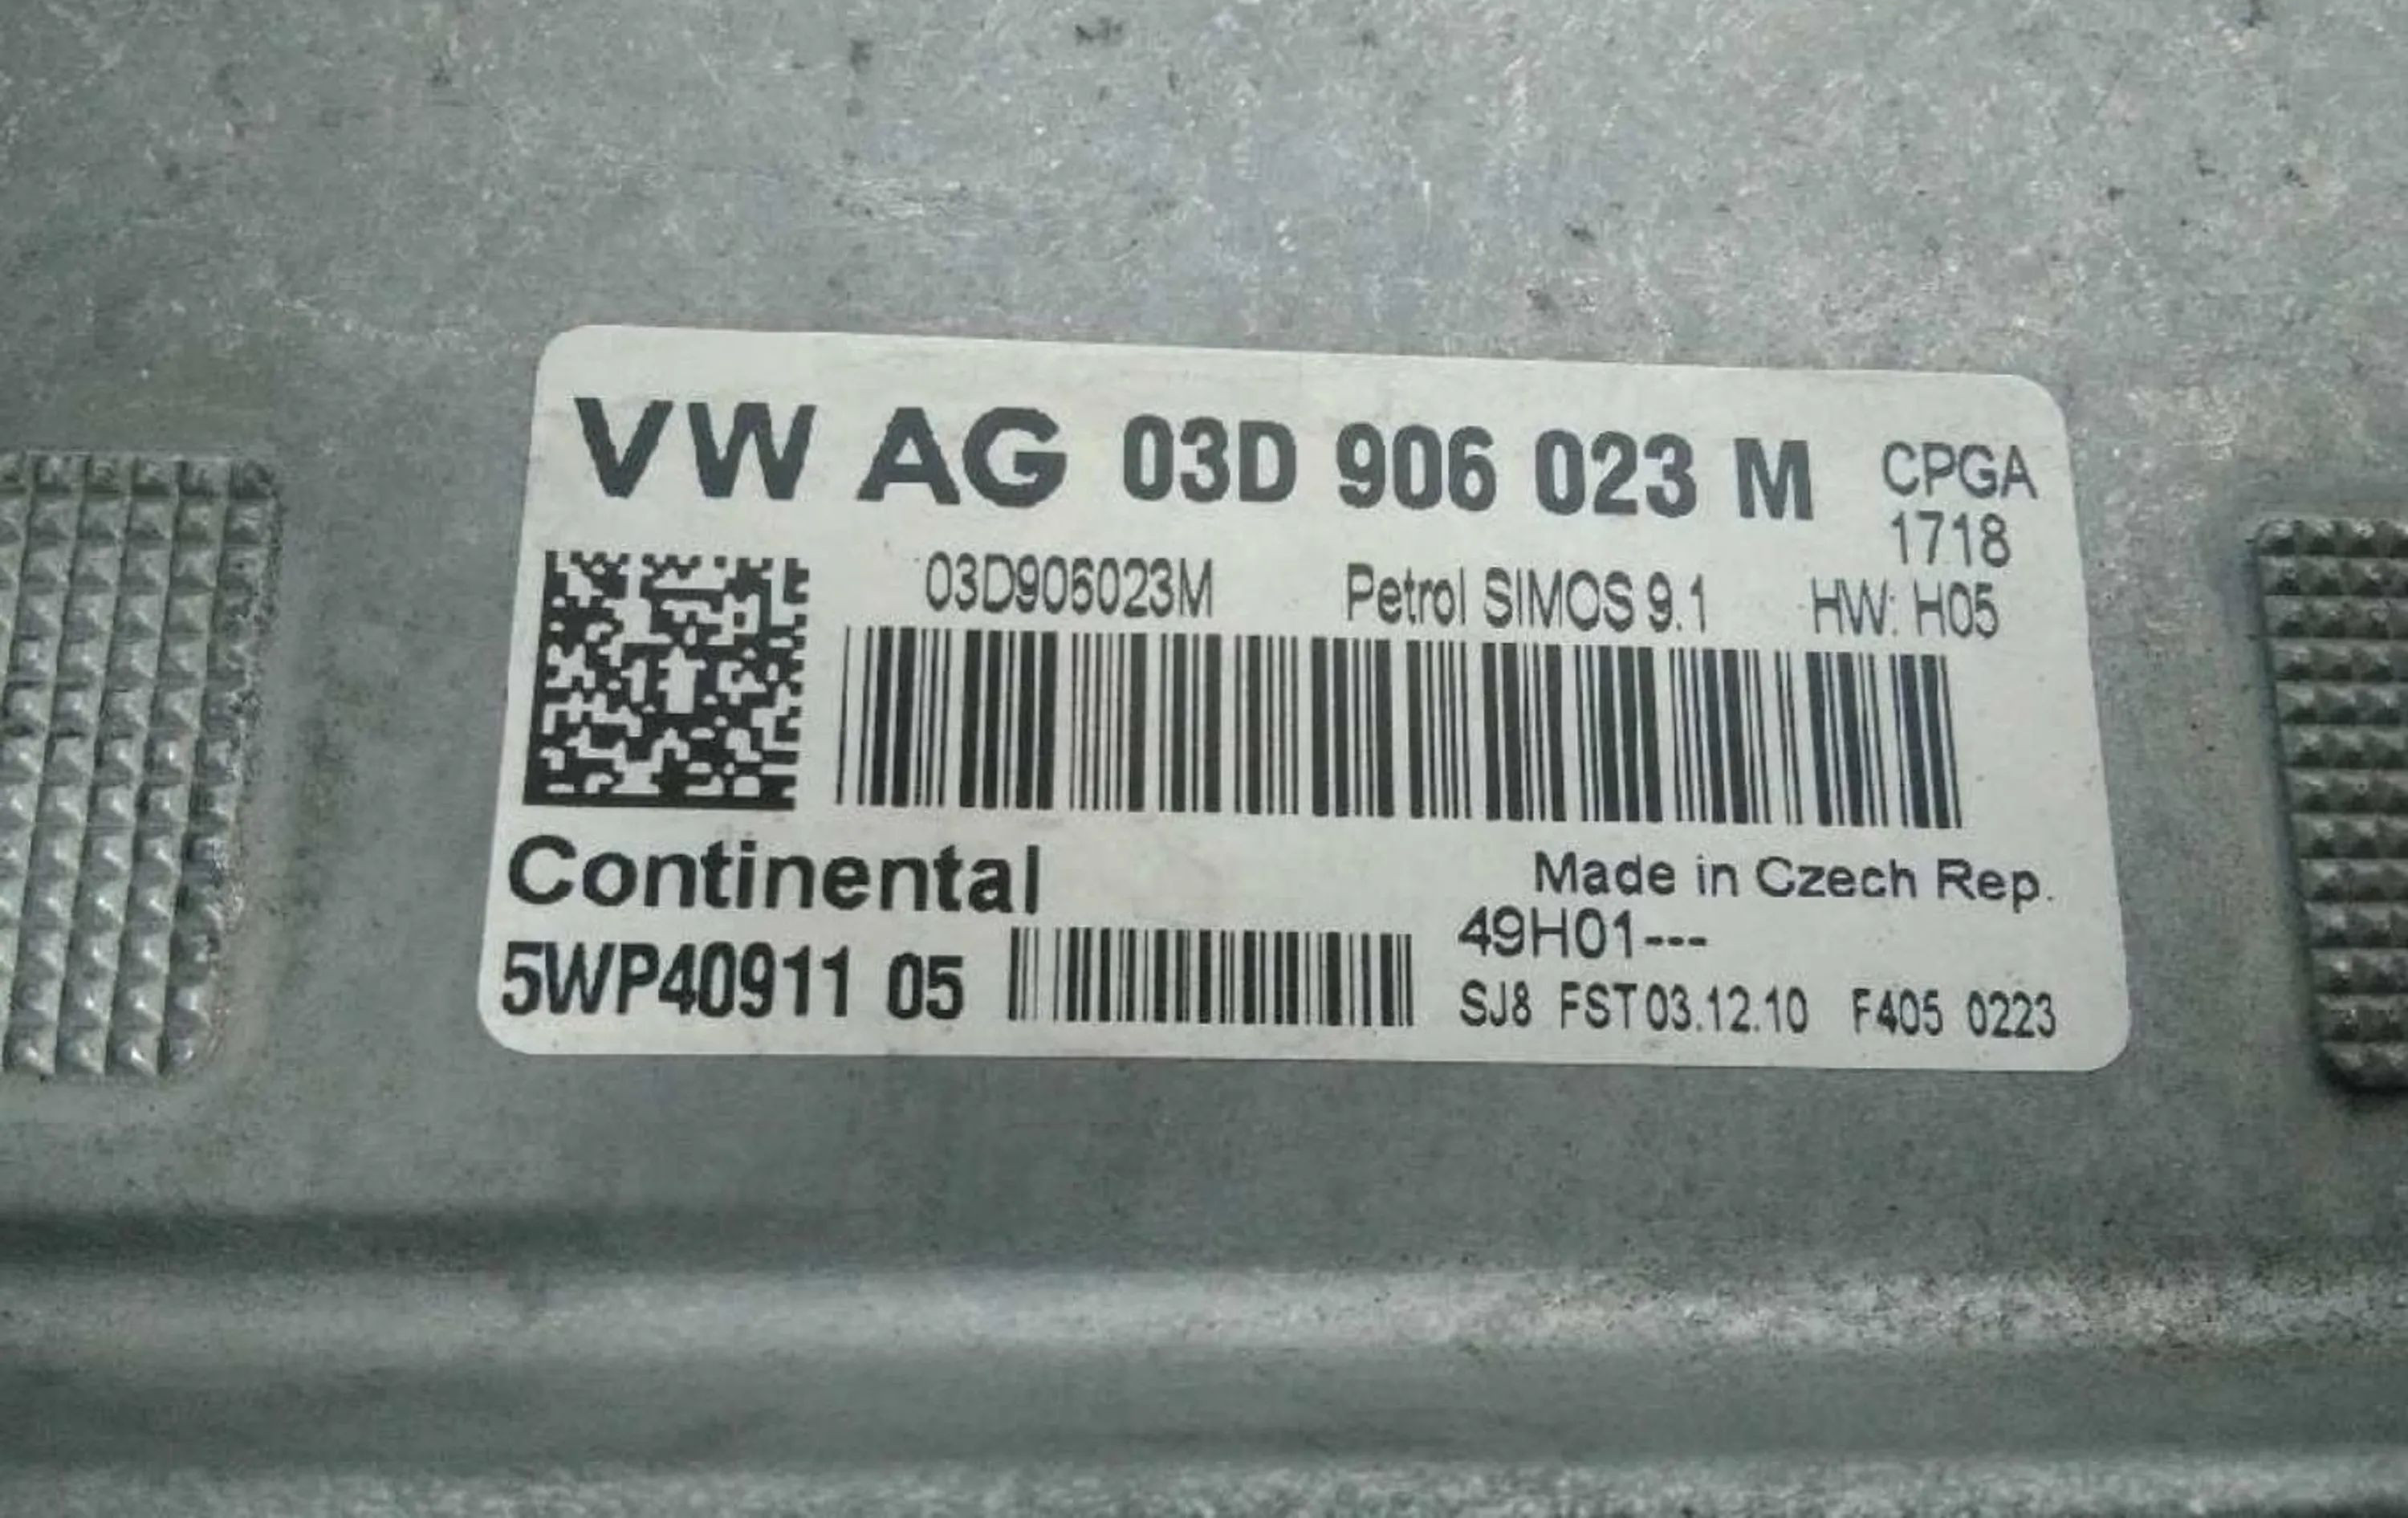 VW AG 03D 906 023 M CPGA
1718
03D906023M Petrol SIMOS 9.1 HW: H05
Continental Made in Czech Rep.
49H01---
5WP40911 05 SJ8 FST 03.12.10 F405 0223